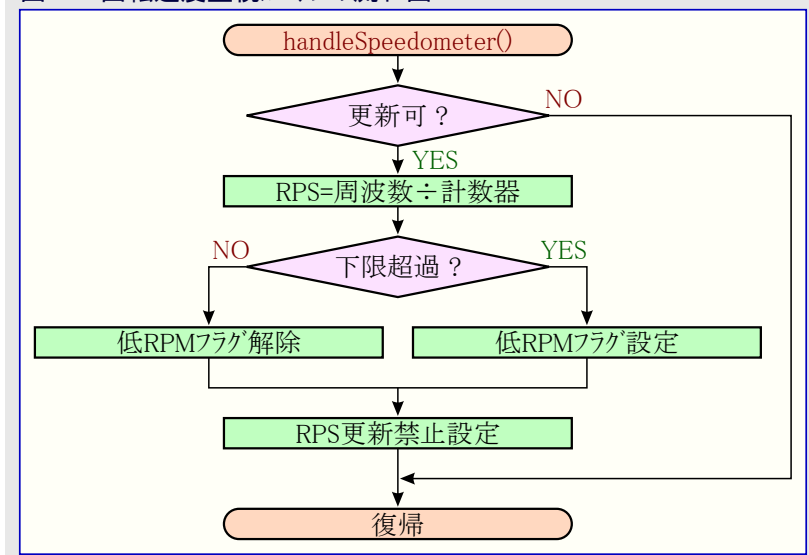 handleSpeedometer()
更新可？
NO
YES
RPS=周波数÷計数器
NO
下限超過？
YES
低RPMﾌﾗｸﾞ解除
低RPMﾌﾗｸﾞ設定
RPS更新禁止設定
復帰